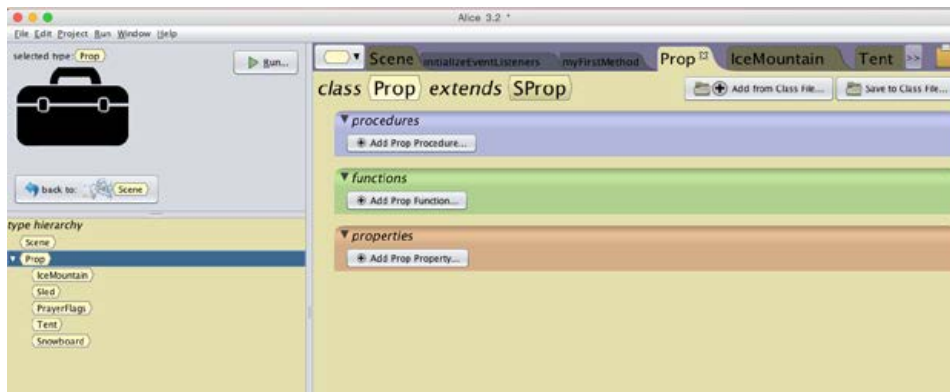 Alice 3.2 *
File Edit Project Run Window Help
selected type: Prop
Run...
back to: Scene
type hierarchy
Scene
Prop
IceMountain
Sled
PrayerFlags
Tent
Snowboard
Scene initializeEventListeners myFirstMethod Prop IceMountain Tent >>
class Prop extends SProp
Add from Class File... Save to Class File...
procedures
Add Prop Procedure...
functions
Add Prop Function...
properties
Add Prop Property...